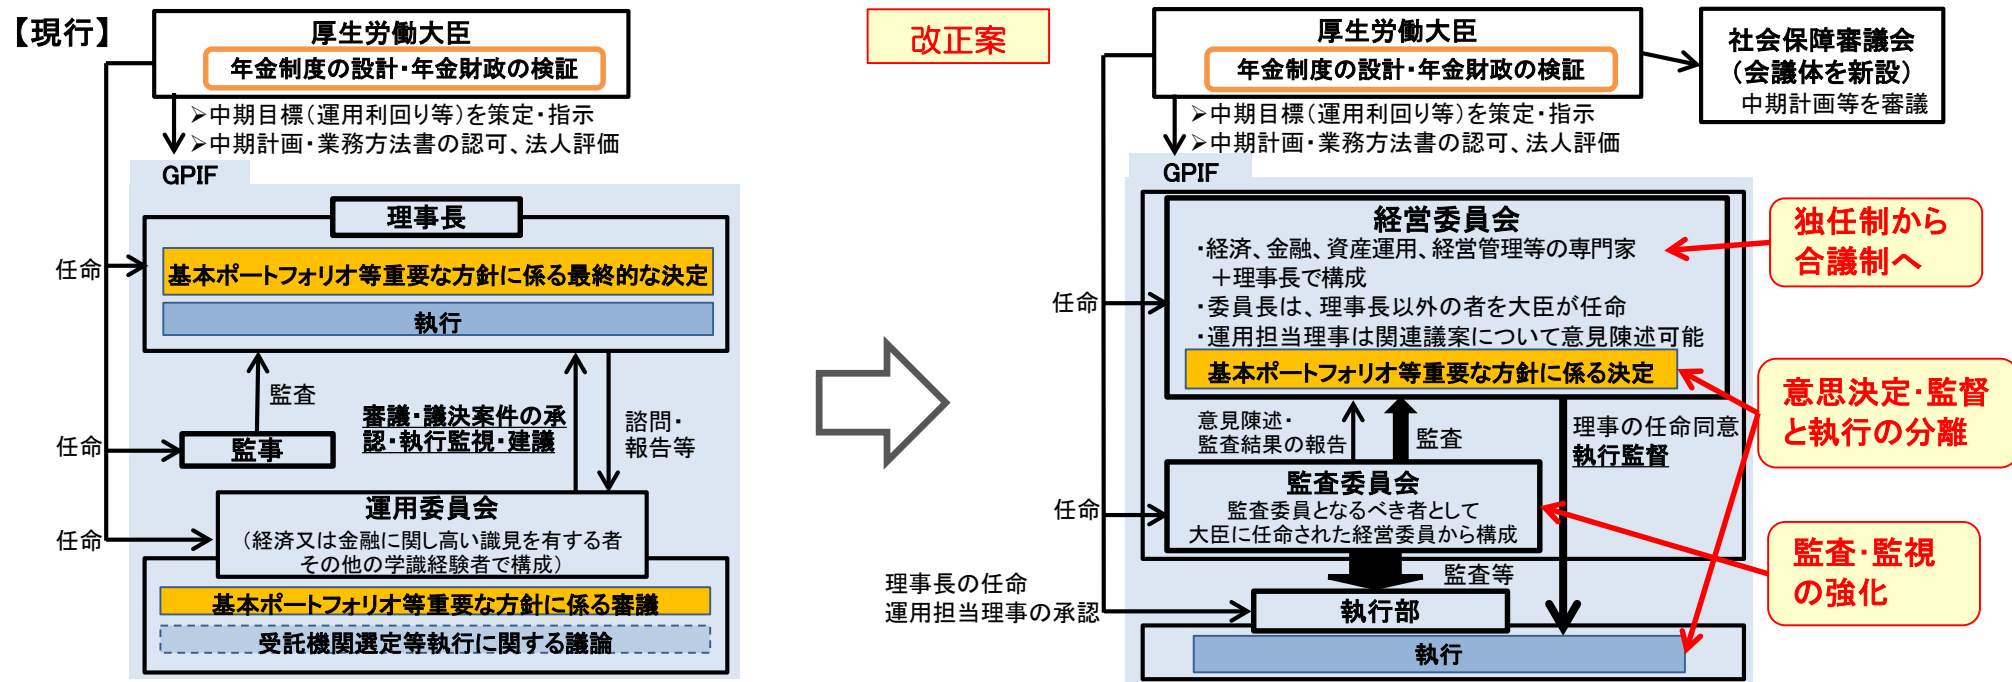 【現行】
厚生労働大臣
年金制度の設計・年金財政の検証
➢中期目標（運用利回り等）を策定・指示
➢中期計画・業務方法書の認可、法人評価
GPIF
理事長
基本ポートフォリオ等重要な方針に係る最終的な決定
執行
任命
監査
審議・議決案件の承
認・執行監視・建議
諮問・
報告等
任命
監事
運用委員会
（経済又は金融に関し高い識見を有する者
その他の学識経験者で構成）
任命
基本ポートフォリオ等重要な方針に係る審議
受託機関選定等執行に関する議論
改正案
厚生労働大臣
年金制度の設計・年金財政の検証
社会保障審議会
（会議体を新設）
中期計画等を審議
➢中期目標（運用利回り等）を策定・指示
➢中期計画・業務方法書の認可、法人評価
GPIF
経営委員会
・経済、金融、資産運用、経営管理等の専門家
＋理事長で構成
・委員長は、理事長以外の者を大臣が任命
・運用担当理事は関連議案について意見陳述可能
基本ポートフォリオ等重要な方針に係る決定
任命
独任制から
合議制へ
意思決定・監督
と執行の分離
意見陳述・
監査結果の報告
監査
理事の任命同意
執行監督
監査委員会
監査委員となるべき者として
大臣に任命された経営委員から構成
任命
監査・監視
の強化
監査等
理事長の任命
運用担当理事の承認
執行部
執行